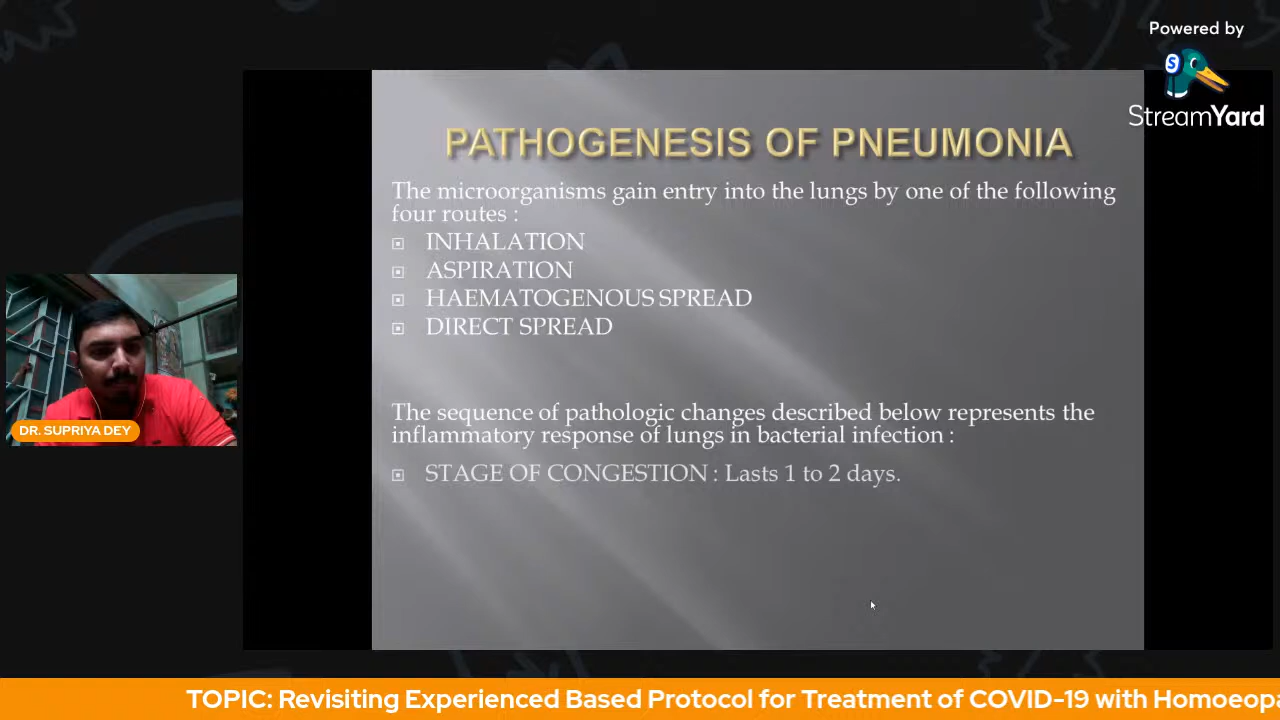 Powered by
StreamYard
PATHOGENESIS OF PNEUMONIA
The microorganisms gain entry into the lungs by one of the following
four routes :
INHALATION
ASPIRATION
HAEMATOGENOUS SPREAD
DIRECT SPREAD
The sequence of pathologic changes described below represents the
inflammatory response of lungs in bacterial infection :
STAGE OF CONGESTION : Lasts 1 to 2 days.
DR. SUPRIYA DEY
TOPIC: Revisiting Experienced Based Protocol for Treatment of COVID-19 with Homoeopa